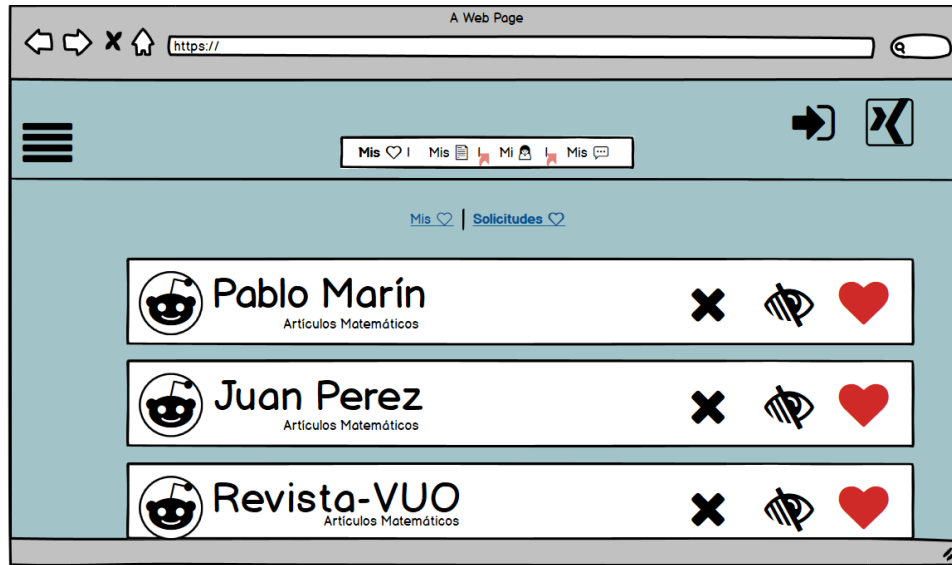 A Web Page
https://
Mis I Mis I Mi I Mis
Mis | Solicitudes
Pablo Marín
Artículos Matemáticos
Juan Perez
Artículos Matemáticos
Revista-VUO
Artículos Matemáticos